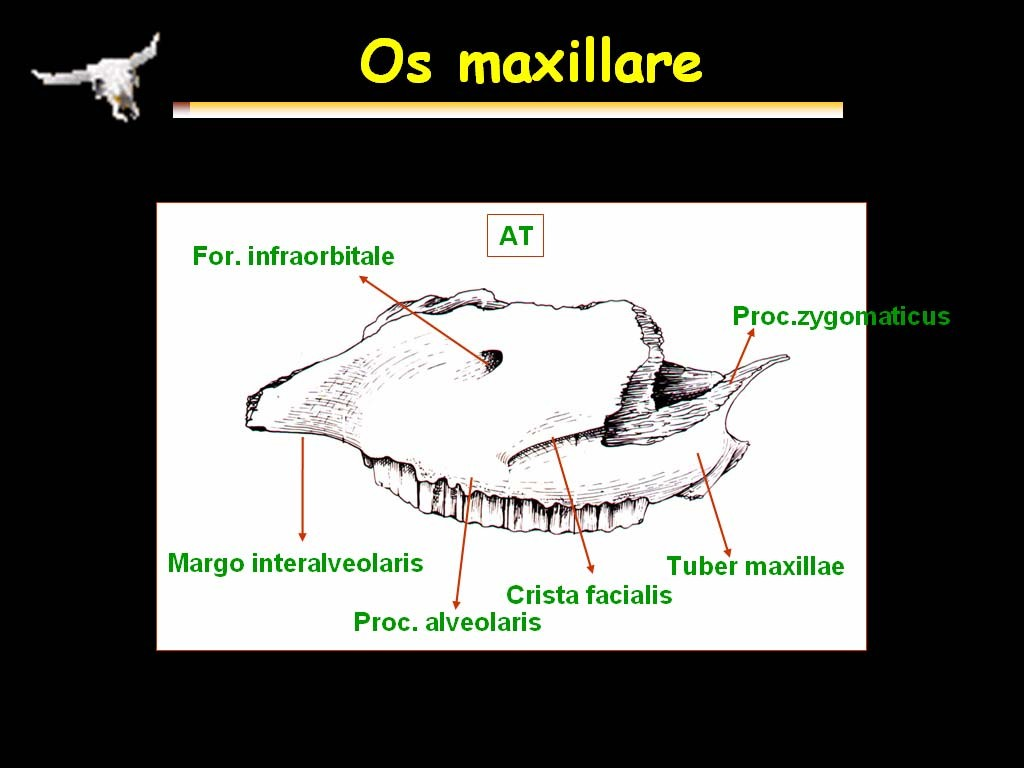 Os maxillare
AT
For. infraorbitale
Proc.zygomaticus
Margo interalveolaris
Tuber maxillae
Crista facialis
Proc. alveolaris